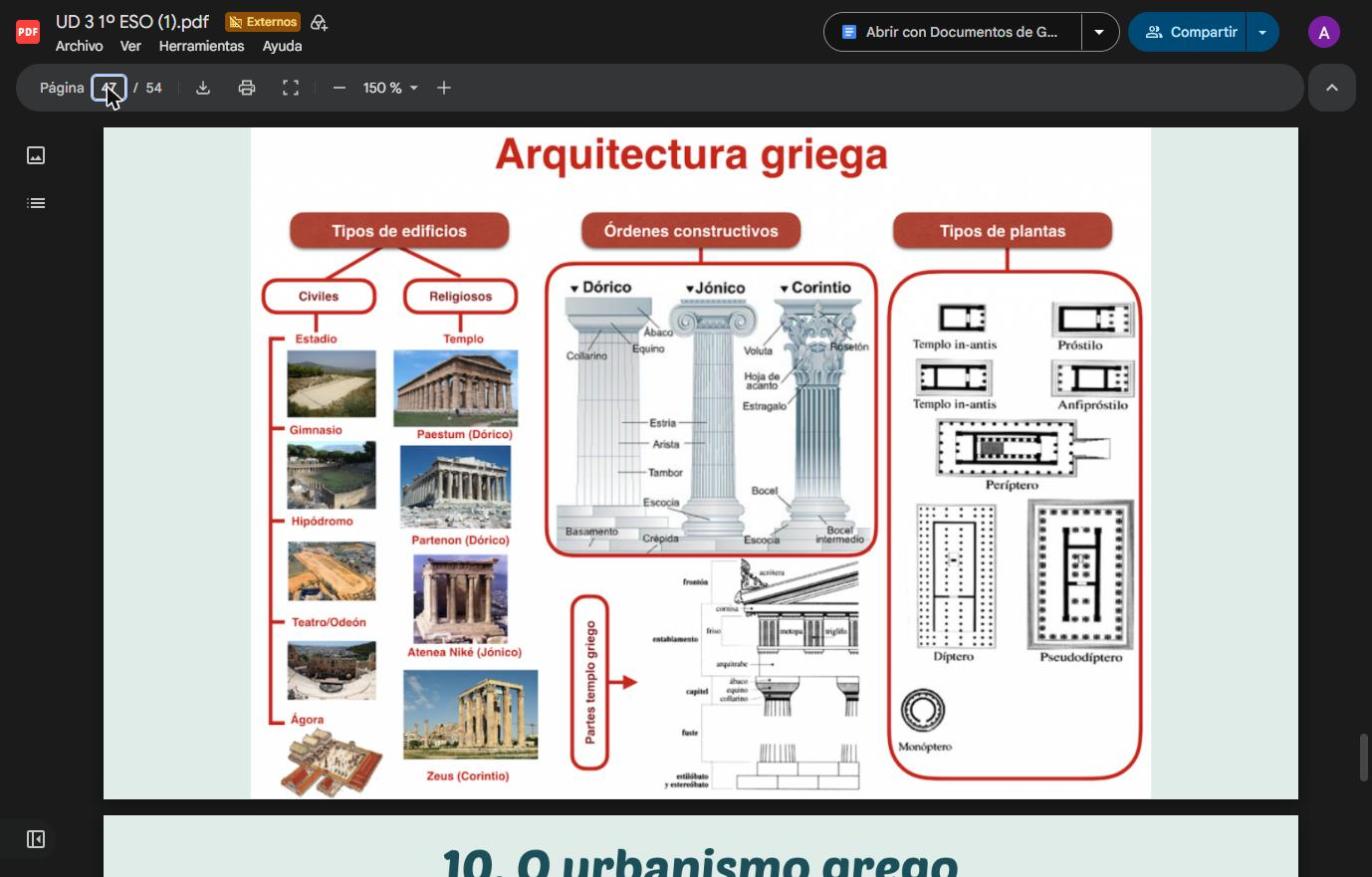 UD 3 1º ESO (1).pdf
Externos
Archivo Ver Herramientas Ayuda
Abrir con Documentos de G...
Compartir
A
PDF
Página 47 / 54
150 %
Arquitectura griega
Tipos de edificios
Civiles
Religiosos
Estadio
Gimnasio
Hipódromo
Teatro/Odeón
Ágora
Templo
Paestum (Dórico)
Partenon (Dórico)
Atenea Niké (Jónico)
Zeus (Corintio)
Órdenes constructivos
Dórico
Jónico
Corintio
Ábaco
Collarino
Equino
Voluta
Rosetón
Hoja de
acanto
Estragalo
Estria
Arista
Tambor
Escocia
Bocel
Basamento
Crépida
Escocia
Bocel
intermedio
Partes templo griego
frontón
acrótera
cornisa
entablamento
friso
metopa
triglifo
arquitrabe
capitel
ábaco
equino
collarino
fuste
estilóbato
y estereóbato
Tipos de plantas
Templo in-antis
Próstilo
Templo in-antis
Anfipróstilo
Períptero
Díptero
Pseudodíptero
Monóptero
10. O urbanismo grego